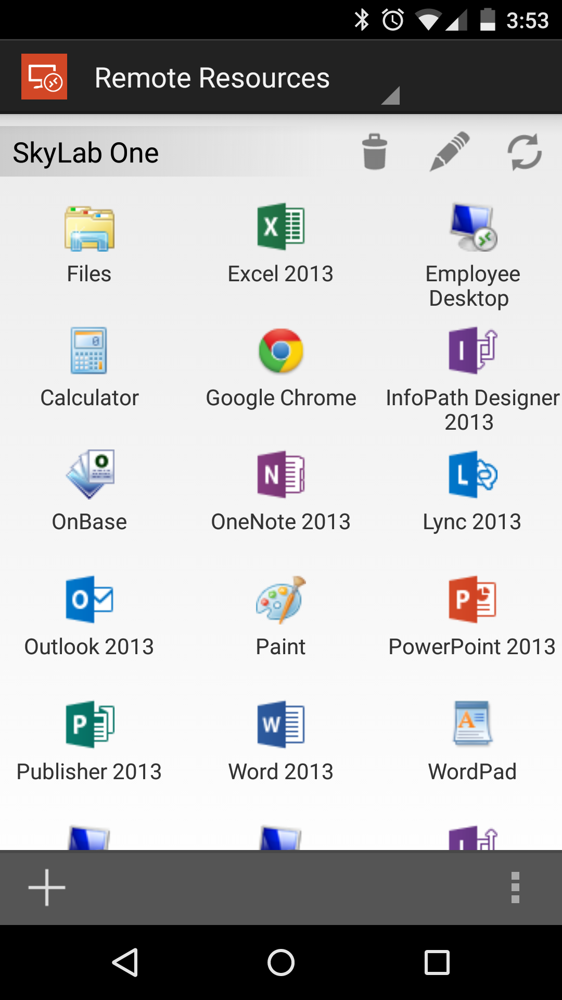 3:53
Remote Resources
SkyLab One
Files
Excel 2013
Employee
Desktop
Calculator
Google Chrome
InfoPath Designer
2013
OnBase
OneNote 2013
Lync 2013
Outlook 2013
Paint
PowerPoint 2013
Publisher 2013
Word 2013
WordPad